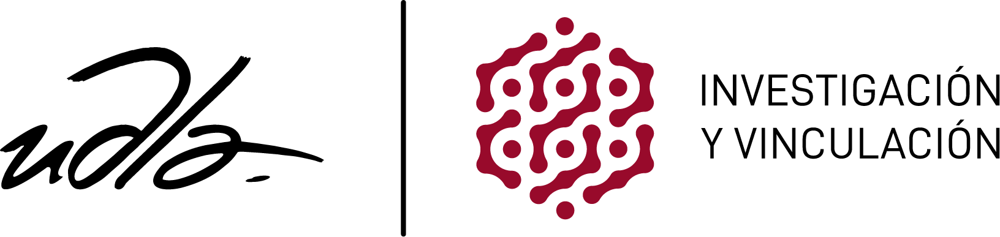 udla.
INVESTIGACIÓN
Y VINCULACIÓN